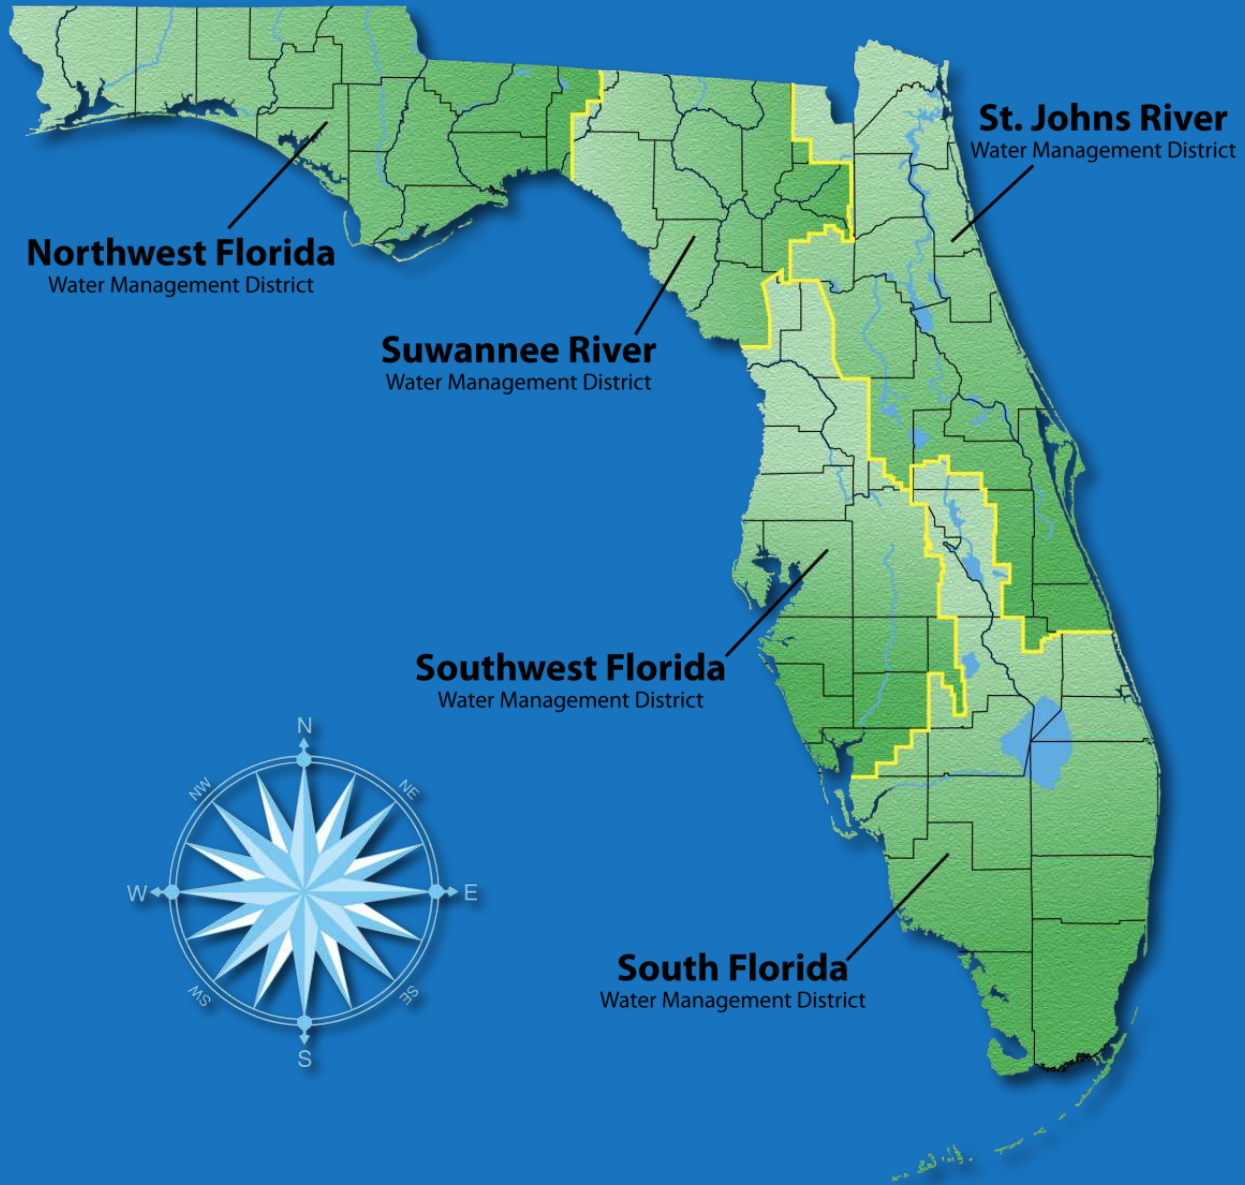 St. Johns River
Water Management District
Northwest Florida
Water Management District
Suwannee River
Water Management District
Southwest Florida
Water Management District
N
NW
NE
W
E
SW
SE
S
South Florida
Water Management District